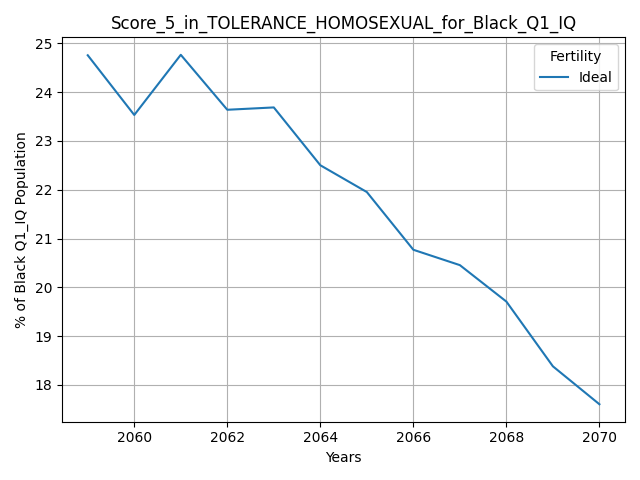 Score_5_in_TOLERANCE_HOMOSEXUAL_for_Black_Q1_IQ
Fertility
Ideal
% of Black Q1_IQ Population
25
24
23
22
21
20
19
18
2060
2062
2064
2066
2068
2070
Years